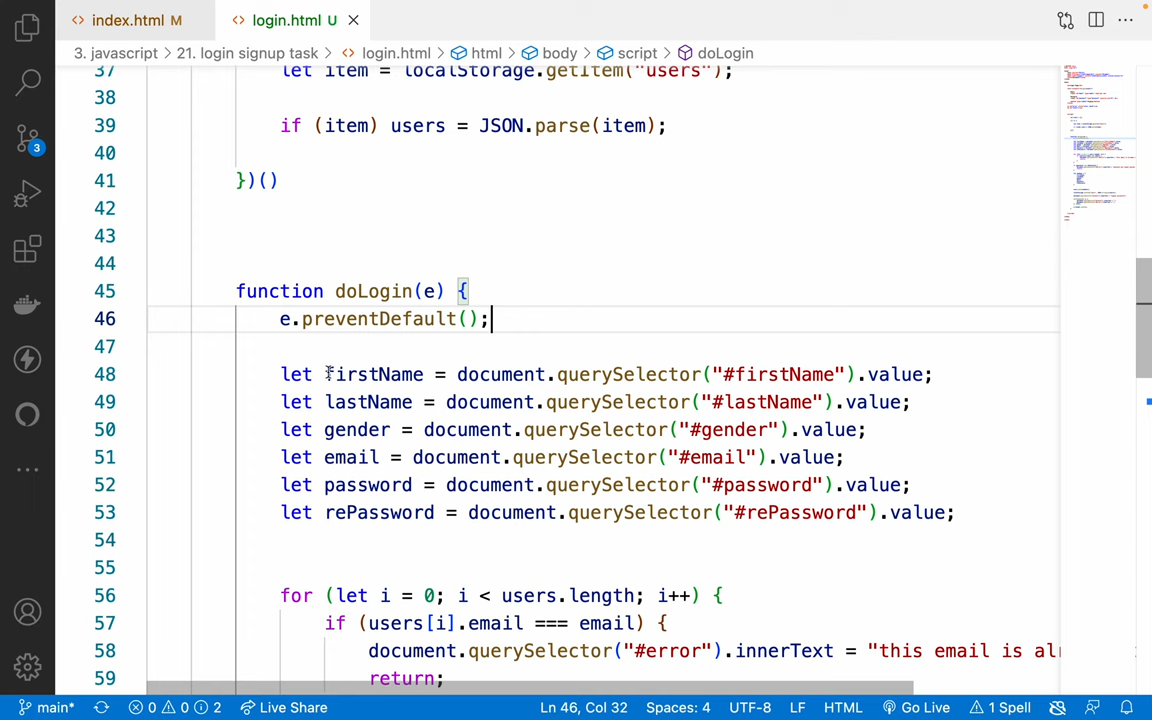 index.html M
login.html U
3. javascript > 21. login signup task > login.html > html > body > script > doLogin
37 let item = localStorage.getItem("users");
38
39 if (item) users = JSON.parse(item);
40
41 })()
42
43
44
45 function doLogin(e) {
46 e.preventDefault();
47
48 let firstName = document.querySelector("#firstName").value;
49 let lastName = document.querySelector("#lastName").value;
50 let gender = document.querySelector("#gender").value;
51 let email = document.querySelector("#email").value;
52 let password = document.querySelector("#password").value;
53 let rePassword = document.querySelector("#rePassword").value;
54
55
56 for (let i = 0; i < users.length; i++) {
57 if (users[i].email === email) {
58 document.querySelector("#error").innerText = "this email is al
59 return;
3
main* 0 0 2 Live Share Ln 46, Col 32 Spaces: 4 UTF-8 LF HTML Go Live 1 Spell